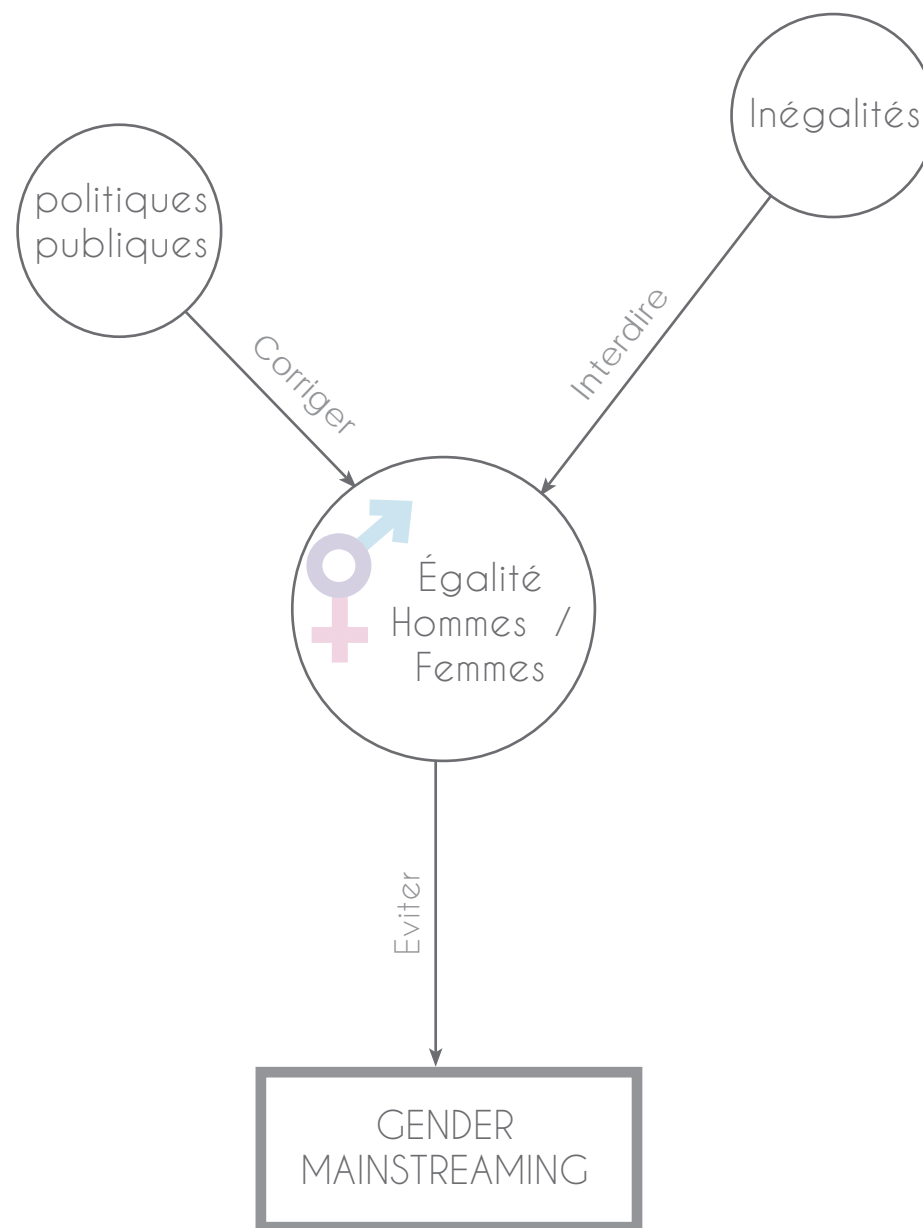 Inégalités
politiques
publiques
Corriger
Interdire
Égalité
Hommes /
Femmes
Eviter
GENDER
MAINSTREAMING